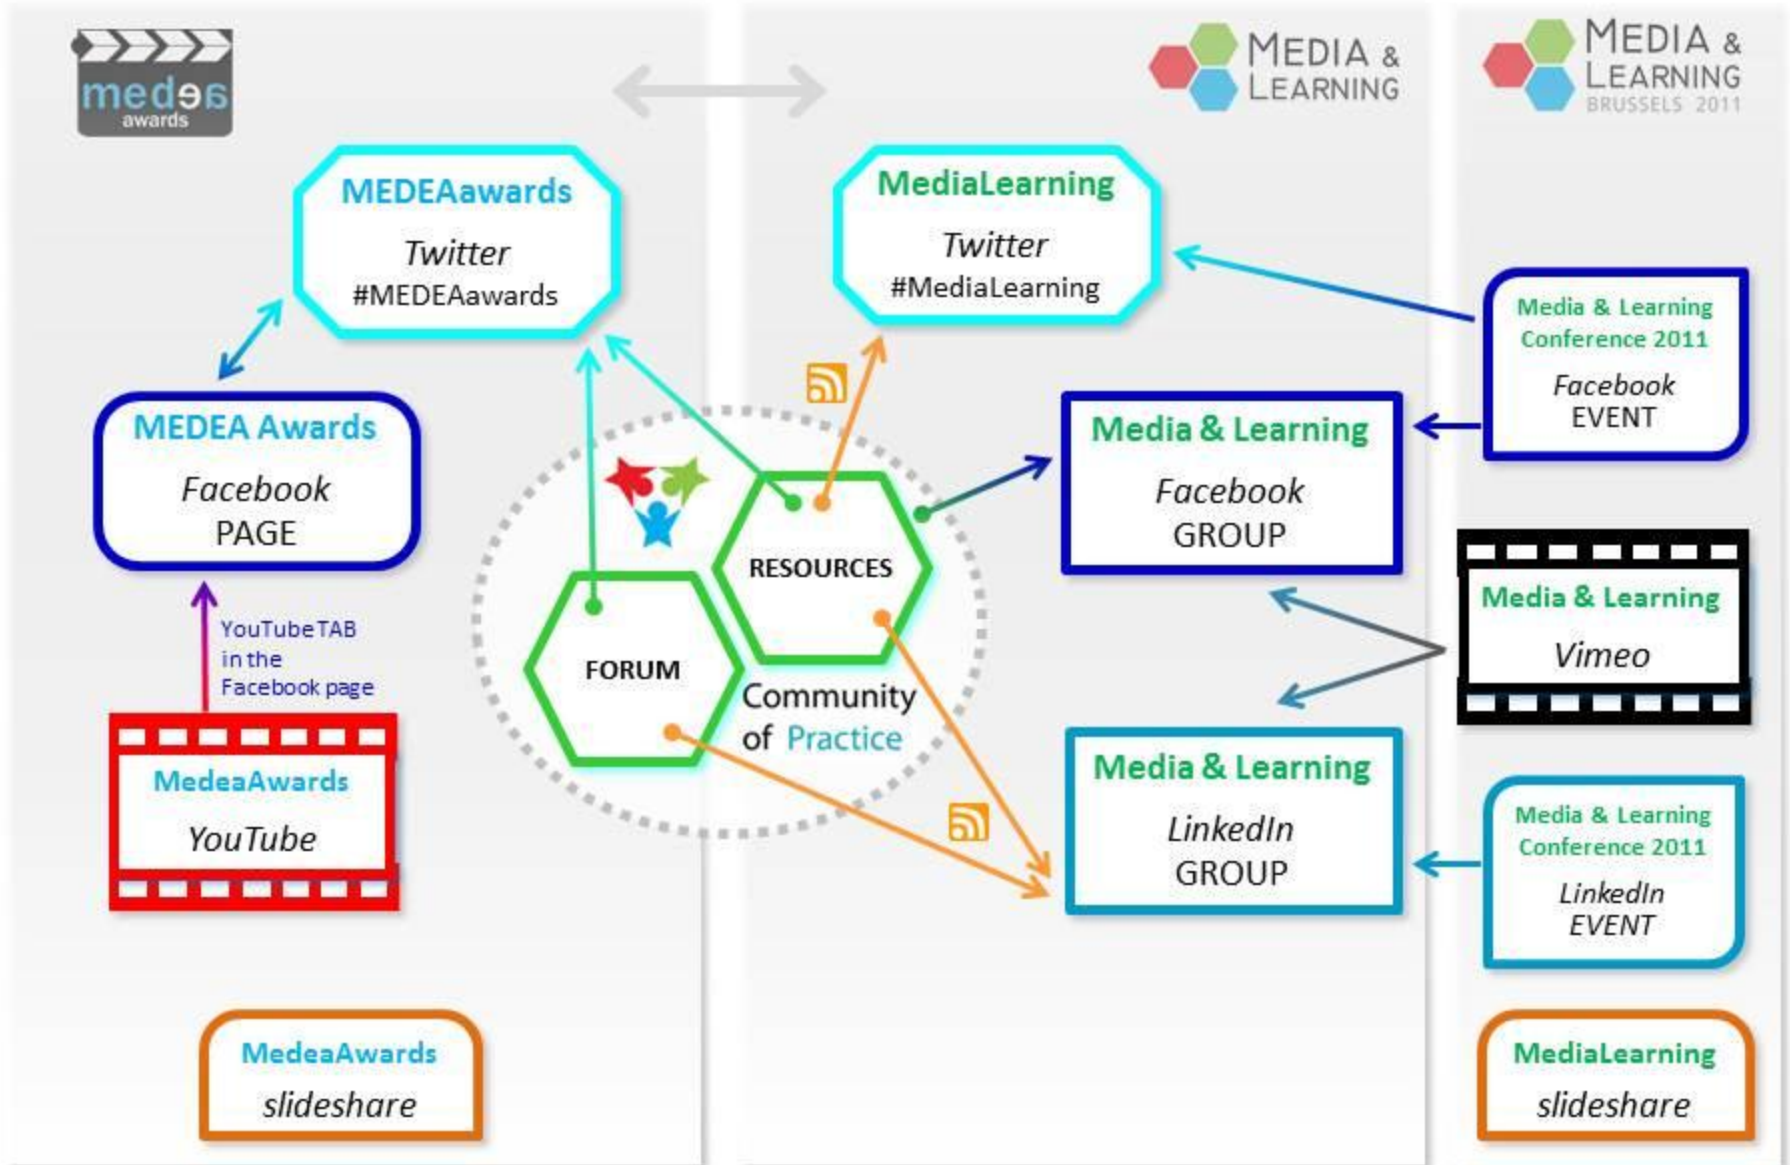 medea
awards
MEDIA &
LEARNING
MEDIA &
LEARNING
BRUSSELS 2011
MEDEAawards
Twitter
#MEDEAawards
MediaLearning
Twitter
#MediaLearning
Media & Learning
Conference 2011
Facebook
EVENT
MEDEA Awards
Facebook
PAGE
Media & Learning
Facebook
GROUP
RESOURCES
FORUM
Community
of Practice
YouTube TAB
in the
Facebook page
Media & Learning
Vimeo
MedeaAwards
YouTube
Media & Learning
LinkedIn
GROUP
Media & Learning
Conference 2011
LinkedIn
EVENT
MedeaAwards
slideshare
MediaLearning
slideshare